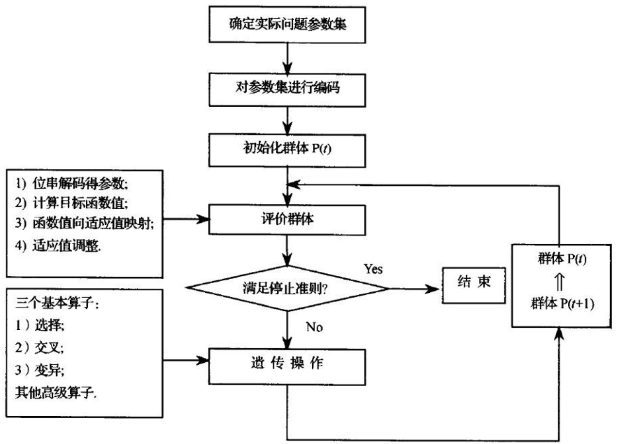 确定实际问题参数集
对参数集进行编码
初始化群体 P(t)
1) 位串解码得参数;
2) 计算目标函数值;
3) 函数值向适应值映射;
4) 适应值调整.
评价群体
满足停止准则?
Yes
结 束
No
三个基本算子:
1）选择;
2）交叉;
3）变异;
其他高级算子.
遗 传 操 作
群体 P(t)
⇑
群体 P(t+1)